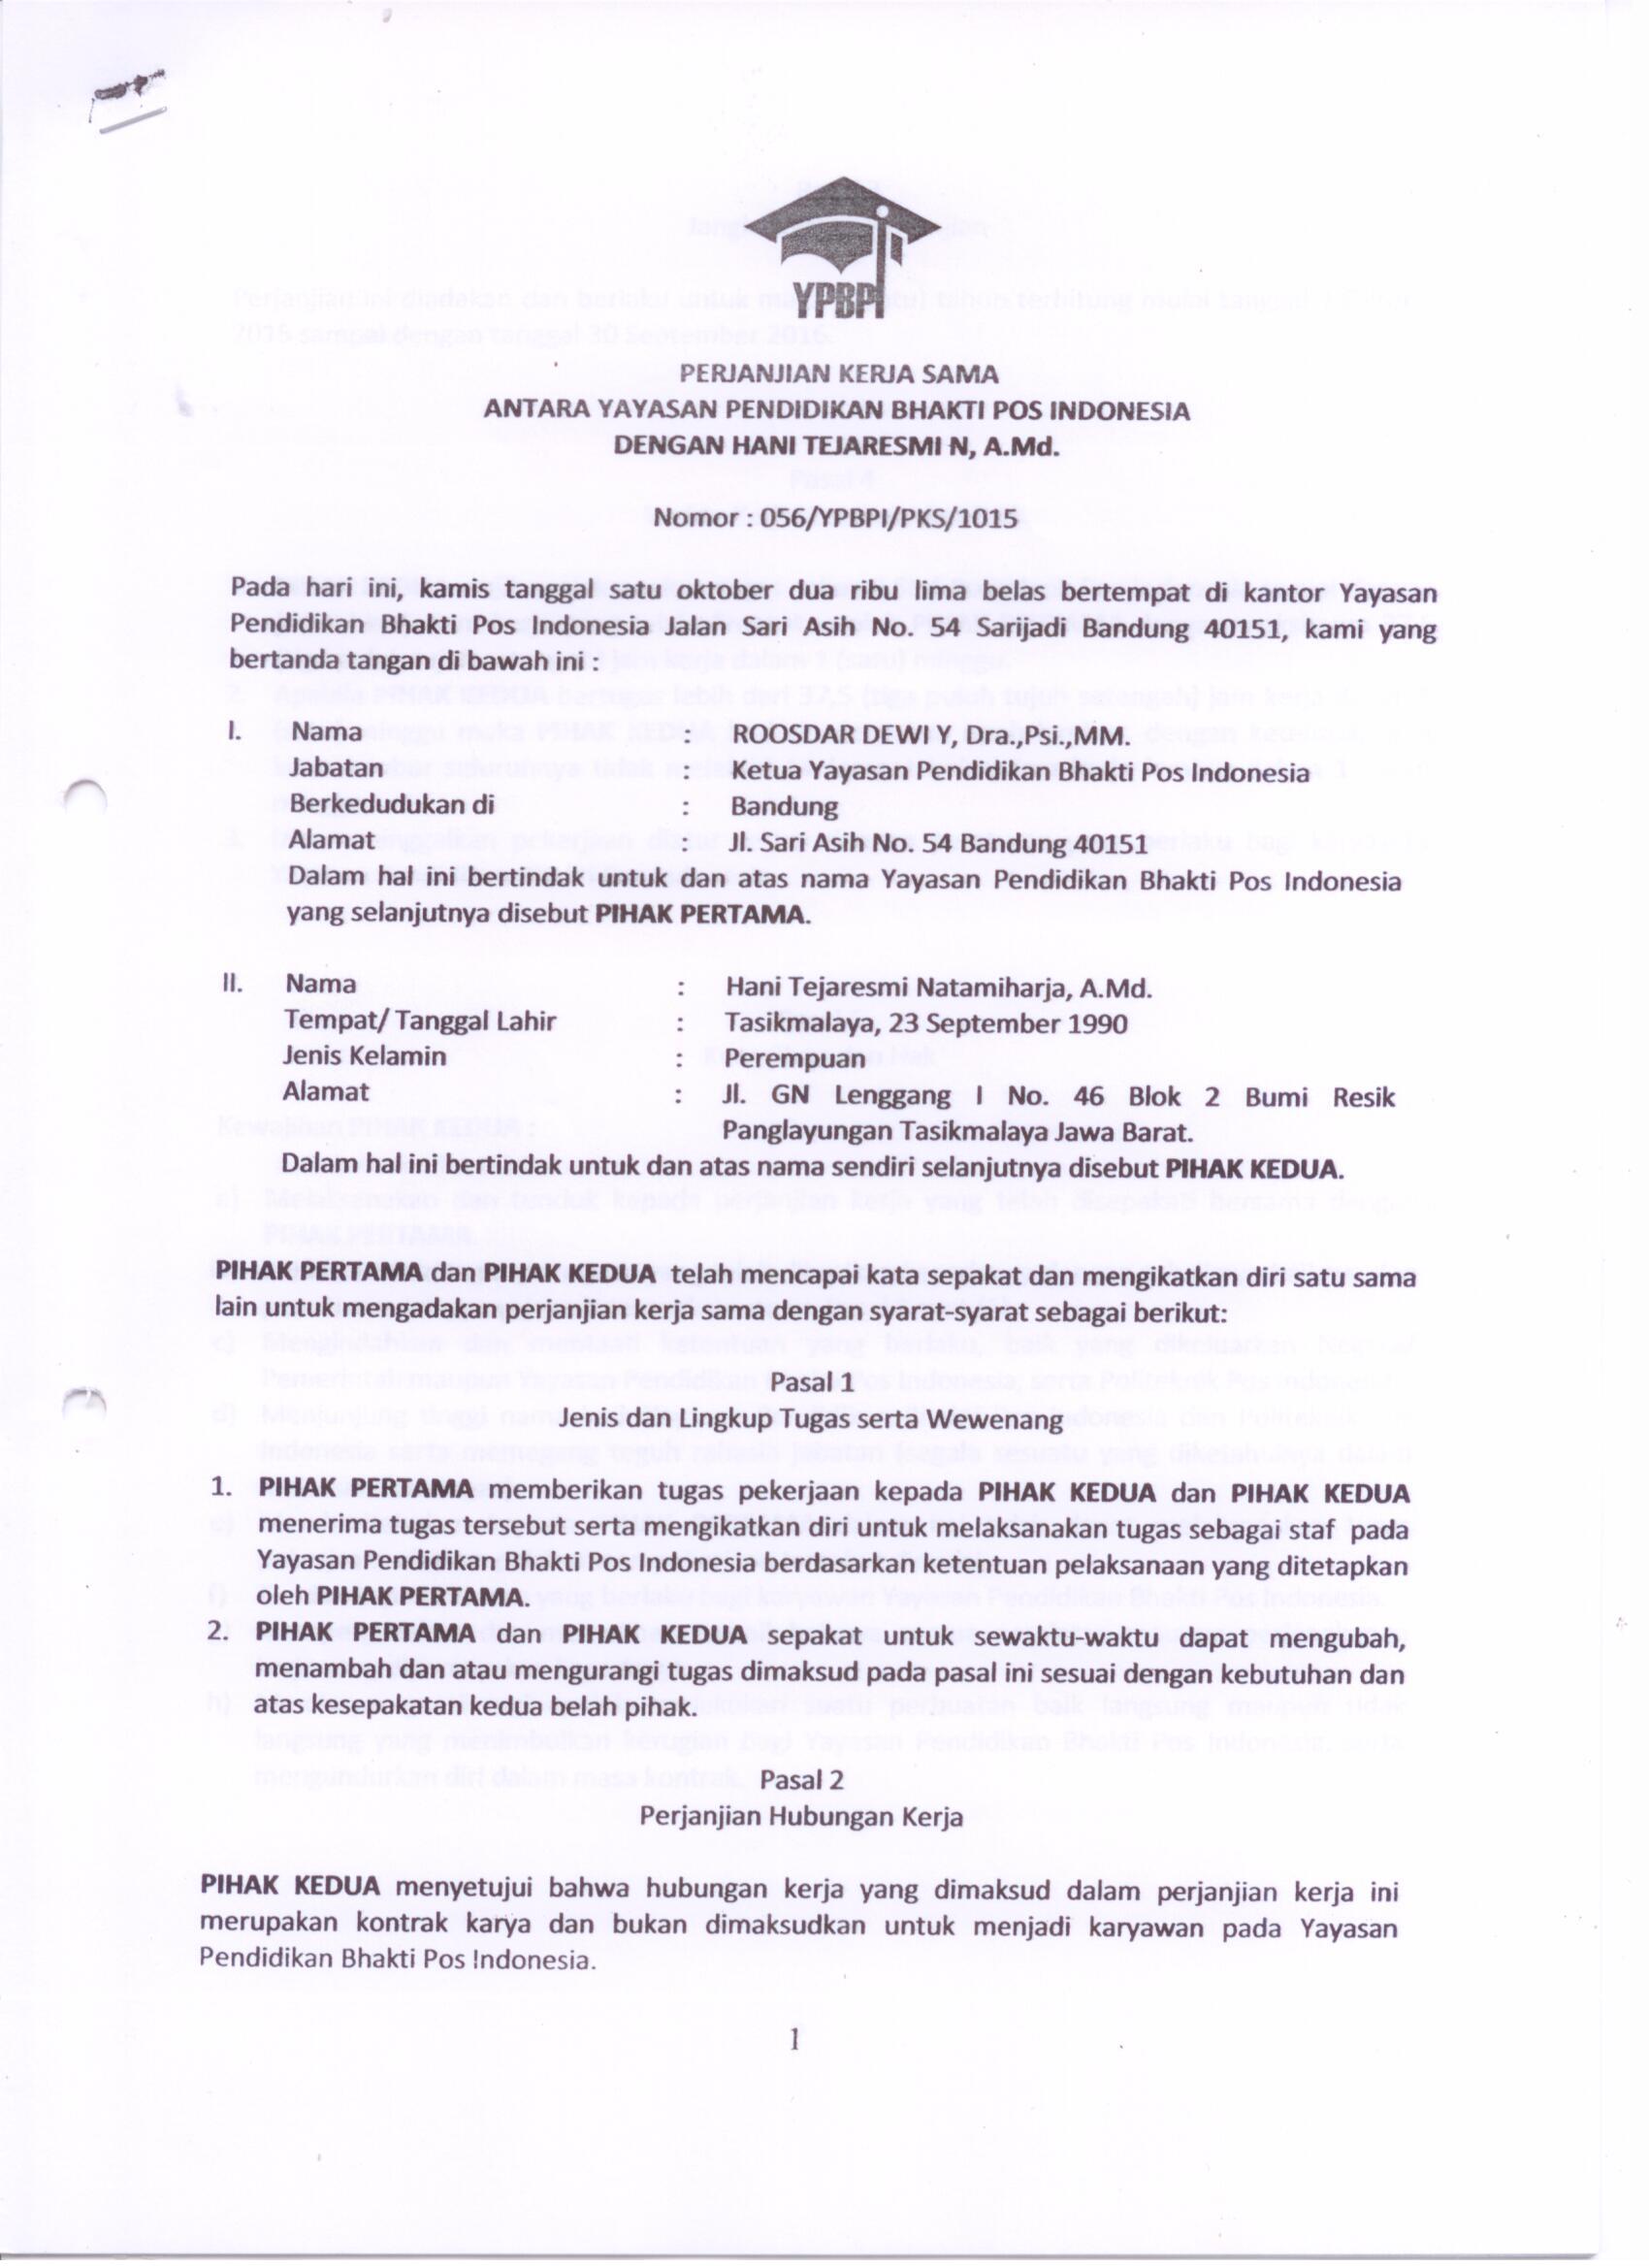 YPBPI
PERJANJIAN KERJA SAMA
ANTARA YAYASAN PENDIDIKAN BHAKTI POS INDONESIA
DENGAN HANI TEJARESMI N, A.Md.
Nomor : 056/YPBPI/PKS/1015
Pada hari ini, kamis tanggal satu oktober dua ribu lima belas bertempat di kantor Yayasan
Pendidikan Bhakti Pos Indonesia Jalan Sari Asih No. 54 Sarijadi Bandung 40151, kami yang
bertanda tangan di bawah ini :
I. Nama : ROOSDAR DEWI Y, Dra.,Psi.,MM.
Jabatan : Ketua Yayasan Pendidikan Bhakti Pos Indonesia
Berkedudukan di : Bandung
Alamat : Jl. Sari Asih No. 54 Bandung 40151
Dalam hal ini bertindak untuk dan atas nama Yayasan Pendidikan Bhakti Pos Indonesia
yang selanjutnya disebut PIHAK PERTAMA.
II. Nama : Hani Tejaresmi Natamiharja, A.Md.
Tempat/ Tanggal Lahir : Tasikmalaya, 23 September 1990
Jenis Kelamin : Perempuan
Alamat : Jl. GN Lenggang I No. 46 Blok 2 Bumi Resik
Panglayungan Tasikmalaya Jawa Barat.
Dalam hal ini bertindak untuk dan atas nama sendiri selanjutnya disebut PIHAK KEDUA.
PIHAK PERTAMA dan PIHAK KEDUA telah mencapai kata sepakat dan mengikatkan diri satu sama
lain untuk mengadakan perjanjian kerja sama dengan syarat-syarat sebagai berikut:
Pasal 1
Jenis dan Lingkup Tugas serta Wewenang
1. PIHAK PERTAMA memberikan tugas pekerjaan kepada PIHAK KEDUA dan PIHAK KEDUA
menerima tugas tersebut serta mengikatkan diri untuk melaksanakan tugas sebagai staf pada
Yayasan Pendidikan Bhakti Pos Indonesia berdasarkan ketentuan pelaksanaan yang ditetapkan
oleh PIHAK PERTAMA.
2. PIHAK PERTAMA dan PIHAK KEDUA sepakat untuk sewaktu-waktu dapat mengubah,
menambah dan atau mengurangi tugas dimaksud pada pasal ini sesuai dengan kebutuhan dan
atas kesepakatan kedua belah pihak.
Pasal 2
Perjanjian Hubungan Kerja
PIHAK KEDUA menyetujui bahwa hubungan kerja yang dimaksud dalam perjanjian kerja ini
merupakan kontrak karya dan bukan dimaksudkan untuk menjadi karyawan pada Yayasan
Pendidikan Bhakti Pos Indonesia.
1